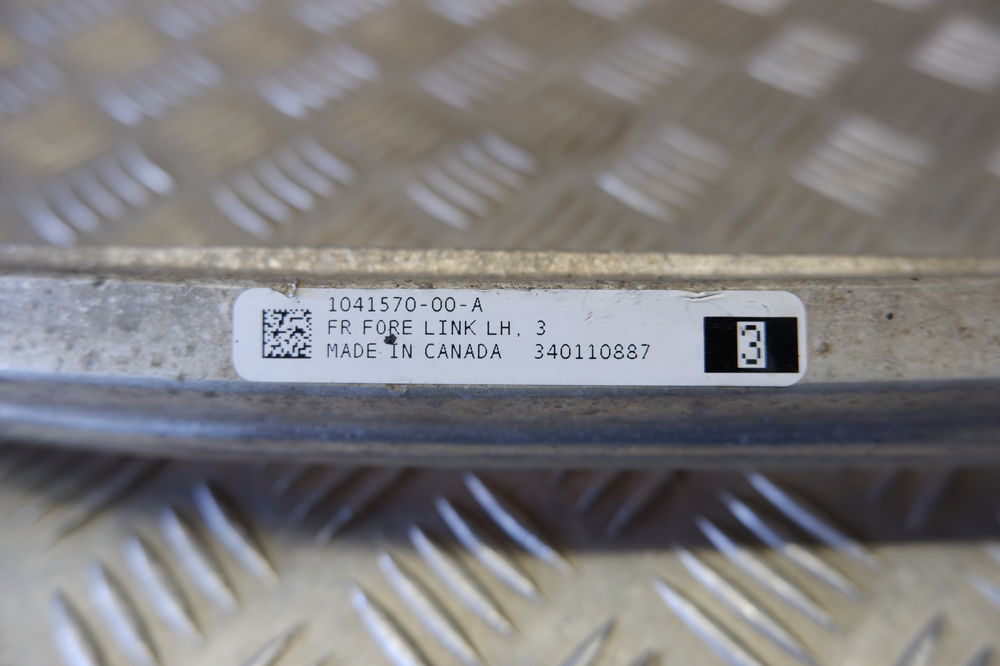 1041570-00-A
FR FORE LINK LH, 3
MADE IN CANADA 340110887
3